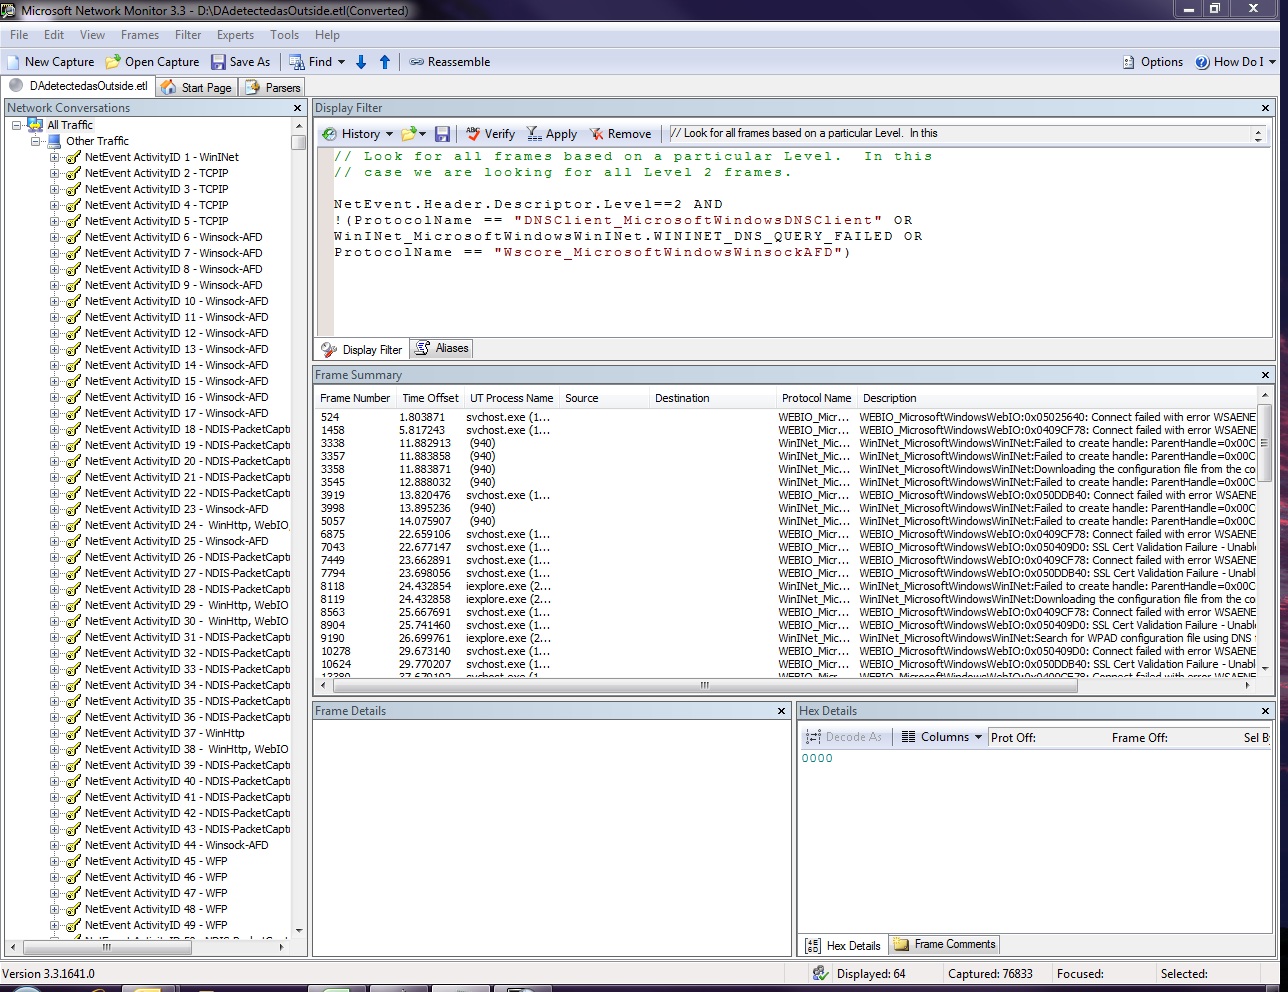 Microsoft Network Monitor 3.3 - D:\DAdetectedasOutside.etl(Converted)
File Edit View Frames Filter Experts Tools Help
New Capture Open Capture Save As Find Reassemble Options How Do I
DAdetectedasOutside.etl Start Page Parsers
Network Conversations
All Traffic
Other Traffic
NetEvent ActivityID 1 - WinINet
NetEvent ActivityID 2 - TCPIP
NetEvent ActivityID 3 - TCPIP
NetEvent ActivityID 4 - TCPIP
NetEvent ActivityID 5 - TCPIP
NetEvent ActivityID 6 - Winsock-AFD
NetEvent ActivityID 7 - Winsock-AFD
NetEvent ActivityID 8 - Winsock-AFD
NetEvent ActivityID 9 - Winsock-AFD
NetEvent ActivityID 10 - Winsock-AFD
NetEvent ActivityID 11 - Winsock-AFD
NetEvent ActivityID 12 - Winsock-AFD
NetEvent ActivityID 13 - Winsock-AFD
NetEvent ActivityID 14 - Winsock-AFD
NetEvent ActivityID 15 - Winsock-AFD
NetEvent ActivityID 16 - Winsock-AFD
NetEvent ActivityID 17 - Winsock-AFD
NetEvent ActivityID 18 - NDIS-PacketCapt
NetEvent ActivityID 19 - NDIS-PacketCapt
NetEvent ActivityID 20 - NDIS-PacketCapt
NetEvent ActivityID 21 - NDIS-PacketCapt
NetEvent ActivityID 22 - NDIS-PacketCapt
NetEvent ActivityID 23 - Winsock-AFD
NetEvent ActivityID 24 - WinHttp, WebIO,
NetEvent ActivityID 25 - Winsock-AFD
NetEvent ActivityID 26 - NDIS-PacketCapt
NetEvent ActivityID 27 - NDIS-PacketCapt
NetEvent ActivityID 28 - NDIS-PacketCapt
NetEvent ActivityID 29 - WinHttp, WebIO
NetEvent ActivityID 30 - WinHttp, WebIO
NetEvent ActivityID 31 - NDIS-PacketCapt
NetEvent ActivityID 32 - NDIS-PacketCapt
NetEvent ActivityID 33 - NDIS-PacketCapt
NetEvent ActivityID 34 - NDIS-PacketCapt
NetEvent ActivityID 35 - NDIS-PacketCapt
NetEvent ActivityID 36 - NDIS-PacketCapt
NetEvent ActivityID 37 - WinHttp
NetEvent ActivityID 38 - WinHttp, WebIO
NetEvent ActivityID 39 - NDIS-PacketCapt
NetEvent ActivityID 40 - NDIS-PacketCapt
NetEvent ActivityID 41 - NDIS-PacketCapt
NetEvent ActivityID 42 - NDIS-PacketCapt
NetEvent ActivityID 43 - NDIS-PacketCapt
NetEvent ActivityID 44 - Winsock-AFD
NetEvent ActivityID 45 - WFP
NetEvent ActivityID 46 - WFP
NetEvent ActivityID 47 - WFP
NetEvent ActivityID 48 - WFP
NetEvent ActivityID 49 - WFP
Display Filter
History Verify Apply Remove // Look for all frames based on a particular Level. In this
// Look for all frames based on a particular Level. In this
// case we are looking for all Level 2 frames.
NetEvent.Header.Descriptor.Level==2 AND
!(ProtocolName == "DNSClient_MicrosoftWindowsDNSClient" OR
WinINet_MicrosoftWindowsWinINet.WININET_DNS_QUERY_FAILED OR
ProtocolName == "Wscore_MicrosoftWindowsWinsockAFD")
Display Filter Aliases
Frame Summary
Frame Number Time Offset UT Process Name Source Destination Protocol Name Description
524 1.803871 svchost.exe (1... WEBIO_Micr... WEBIO_MicrosoftWindowsWebIO:0x05025640: Connect failed with error WSAENE
1458 5.817243 svchost.exe (1... WEBIO_Micr... WEBIO_MicrosoftWindowsWebIO:0x0409CF78: Connect failed with error WSAENE
3338 11.882913 (940) WinINet_Mic... WinINet_MicrosoftWindowsWinINet:Failed to create handle: ParentHandle=0x00C
3357 11.883858 (940) WinINet_Mic... WinINet_MicrosoftWindowsWinINet:Failed to create handle: ParentHandle=0x00C
3358 11.883871 (940) WinINet_Mic... WinINet_MicrosoftWindowsWinINet:Downloading the configuration file from the co
3545 12.888032 (940) WinINet_Mic... WinINet_MicrosoftWindowsWinINet:Failed to create handle: ParentHandle=0x00C
3919 13.820476 svchost.exe (1... WEBIO_Micr... WEBIO_MicrosoftWindowsWebIO:0x050DDB40: Connect failed with error WSAENE
3998 13.895236 (940) WinINet_Mic... WinINet_MicrosoftWindowsWinINet:Failed to create handle: ParentHandle=0x00C
5057 14.075907 (940) WinINet_Mic... WinINet_MicrosoftWindowsWinINet:Failed to create handle: ParentHandle=0x00C
6875 22.659106 svchost.exe (1... WEBIO_Micr... WEBIO_MicrosoftWindowsWebIO:0x0409CF78: Connect failed with error WSAENE
7043 22.677147 svchost.exe (1... WEBIO_Micr... WEBIO_MicrosoftWindowsWebIO:0x050409D0: SSL Cert Validation Failure - Unabl
7449 23.662891 svchost.exe (1... WEBIO_Micr... WEBIO_MicrosoftWindowsWebIO:0x050409D0: Connect failed with error WSAENE
7794 23.698056 svchost.exe (1... WEBIO_Micr... WEBIO_MicrosoftWindowsWebIO:0x050DDB40: SSL Cert Validation Failure - Unabl
8118 24.432854 iexplore.exe (2... WinINet_Mic... WinINet_MicrosoftWindowsWinINet:Failed to create handle: ParentHandle=0x00C
8119 24.432858 iexplore.exe (2... WinINet_Mic... WinINet_MicrosoftWindowsWinINet:Downloading the configuration file from the co
8563 25.667691 svchost.exe (1... WEBIO_Micr... WEBIO_MicrosoftWindowsWebIO:0x0409CF78: Connect failed with error WSAENE
8904 25.741460 svchost.exe (1... WEBIO_Micr... WEBIO_MicrosoftWindowsWebIO:0x050409D0: SSL Cert Validation Failure - Unabl
9190 26.699761 iexplore.exe (2... WinINet_Mic... WinINet_MicrosoftWindowsWinINet:Search for WPAD configuration file using DNS
10278 29.673140 svchost.exe (1... WEBIO_Micr... WEBIO_MicrosoftWindowsWebIO:0x050409D0: Connect failed with error WSAENE
10624 29.770207 svchost.exe (1... WEBIO_Micr... WEBIO_MicrosoftWindowsWebIO:0x050DDB40: SSL Cert Validation Failure - Unabl
Frame Details
Hex Details
Decode As Columns Prot Off: Frame Off: Sel B
0000
Hex Details Frame Comments
Version 3.3.1641.0 Displayed: 64 Captured: 76833 Focused: Selected: